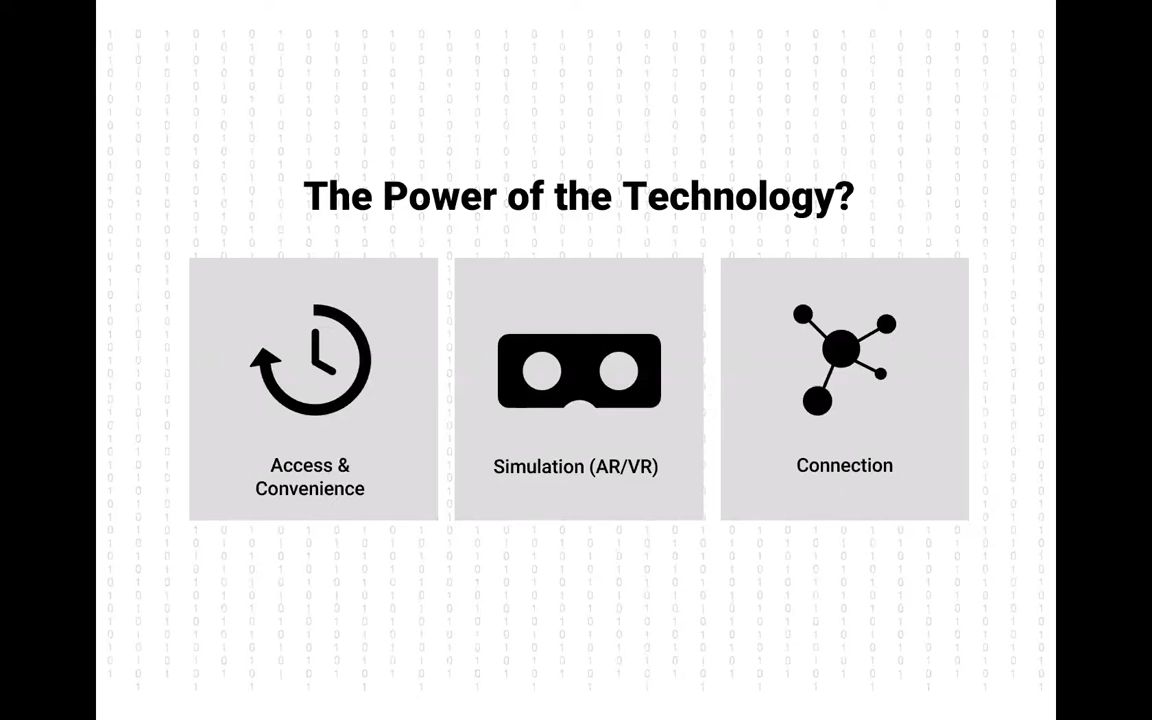 The Power of the Technology?
Access &
Convenience
Simulation (AR/VR)
Connection